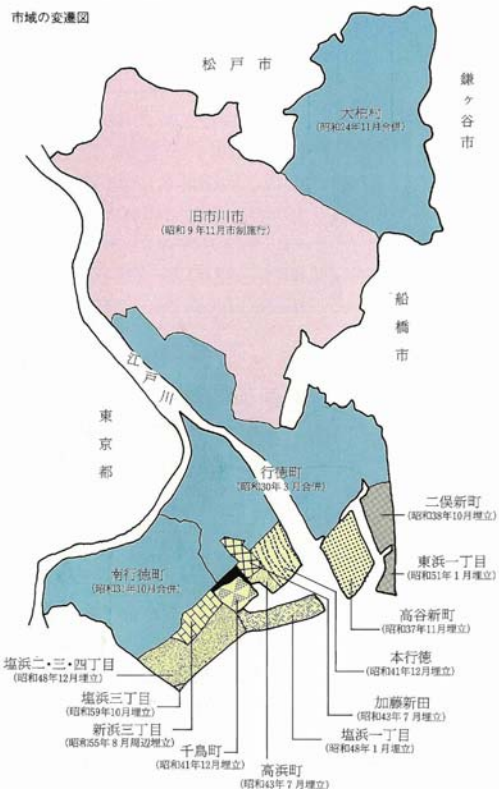 市域の変遷図
松戸市
鎌ヶ谷市
大柏村
(昭和24年11月合併)
旧市川市
(昭和9年11月市制施行)
船橋市
江戸川
東京都
行徳町
(昭和30年3月合併)
二俣新町
(昭和38年10月埋立)
南行徳町
(昭和31年10月合併)
東浜一丁目
(昭和51年1月埋立)
高谷新町
(昭和37年11月埋立)
本行徳
(昭和41年12月埋立)
塩浜二・三・四丁目
(昭和48年12月埋立)
加藤新田
(昭和43年7月埋立)
塩浜三丁目
(昭和59年10月埋立)
新浜三丁目
(昭和55年8月周辺埋立)
塩浜一丁目
(昭和48年1月埋立)
千鳥町
(昭和41年12月埋立)
高浜町
(昭和43年7月埋立)